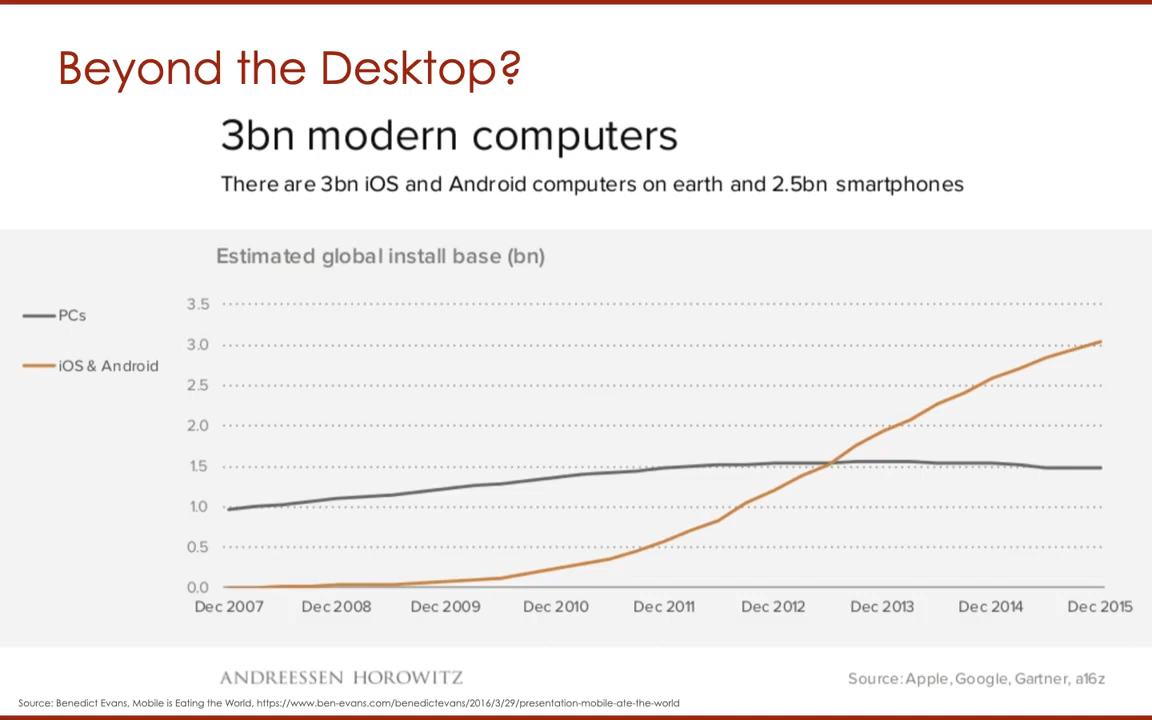 Beyond the Desktop?
3bn modern computers
There are 3bn iOS and Android computers on earth and 2.5bn smartphones
Estimated global install base (bn)
PCs
iOS & Android
3.5
3.0
2.5
2.0
1.5
1.0
0.5
0.0
Dec 2007 Dec 2008 Dec 2009 Dec 2010 Dec 2011 Dec 2012 Dec 2013 Dec 2014 Dec 2015
ANDREESSEN HOROWITZ
Source: Apple, Google, Gartner, a16z
Source: Benedict Evans, Mobile is Eating the World, https://www.ben-evans.com/benedictevans/2016/3/29/presentation-mobile-ate-the-world